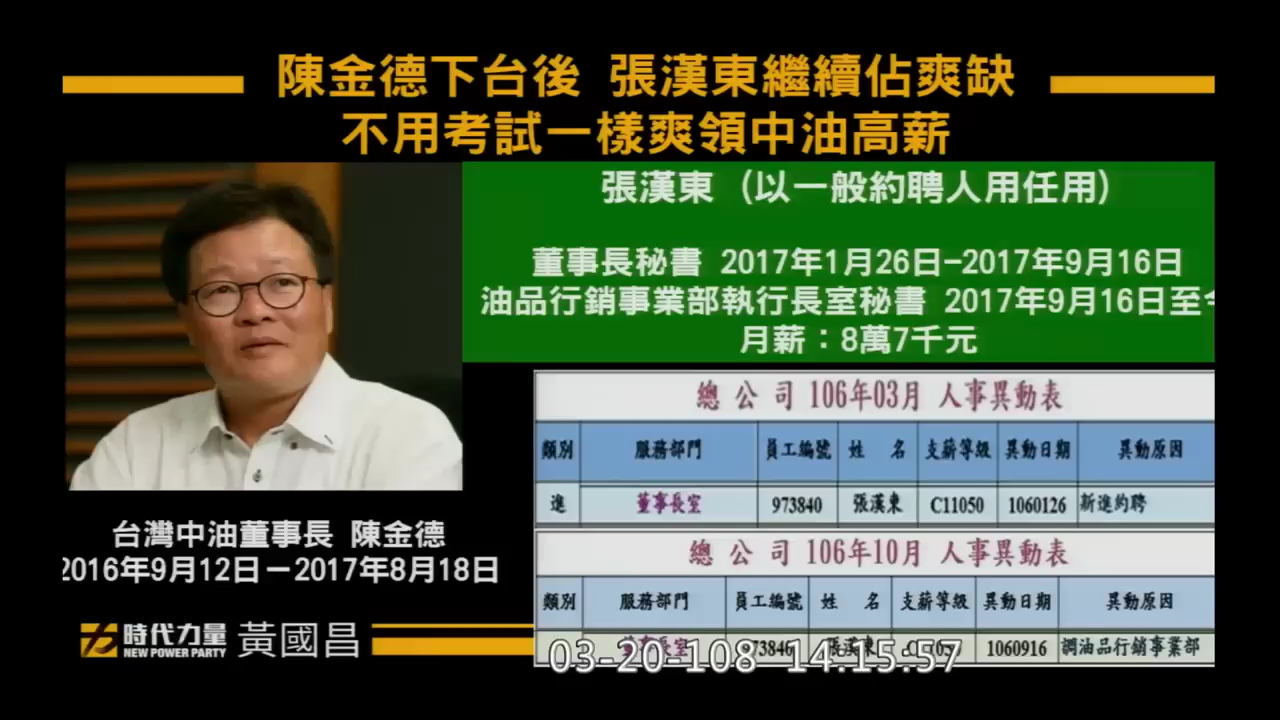 陳金德下台後 張漢東繼續佔爽缺
不用考試一樣爽領中油高薪
張漢東 (以一般約聘人用任用)
董事長秘書 2017年1月26日-2017年9月16日
油品行銷事業部執行長室秘書 2017年9月16日至今
月薪：8萬7千元
台灣中油董事長 陳金德
2016年9月12日－2017年8月18日
總公司 106年03月 人事異動表
類別 服務部門 員工編號 姓 名 支薪等級 異動日期 異動原因
進 董事長室 973840 張漢東 C11050 1060126 新進約聘
總公司 106年10月 人事異動表
類別 服務部門 員工編號 姓 名 支薪等級 異動日期 異動原因
董事長室 張漢東 1060916 調油品行銷事業部
時代力量 黃國昌
NEW POWER PARTY
03-20-108 14.15.57